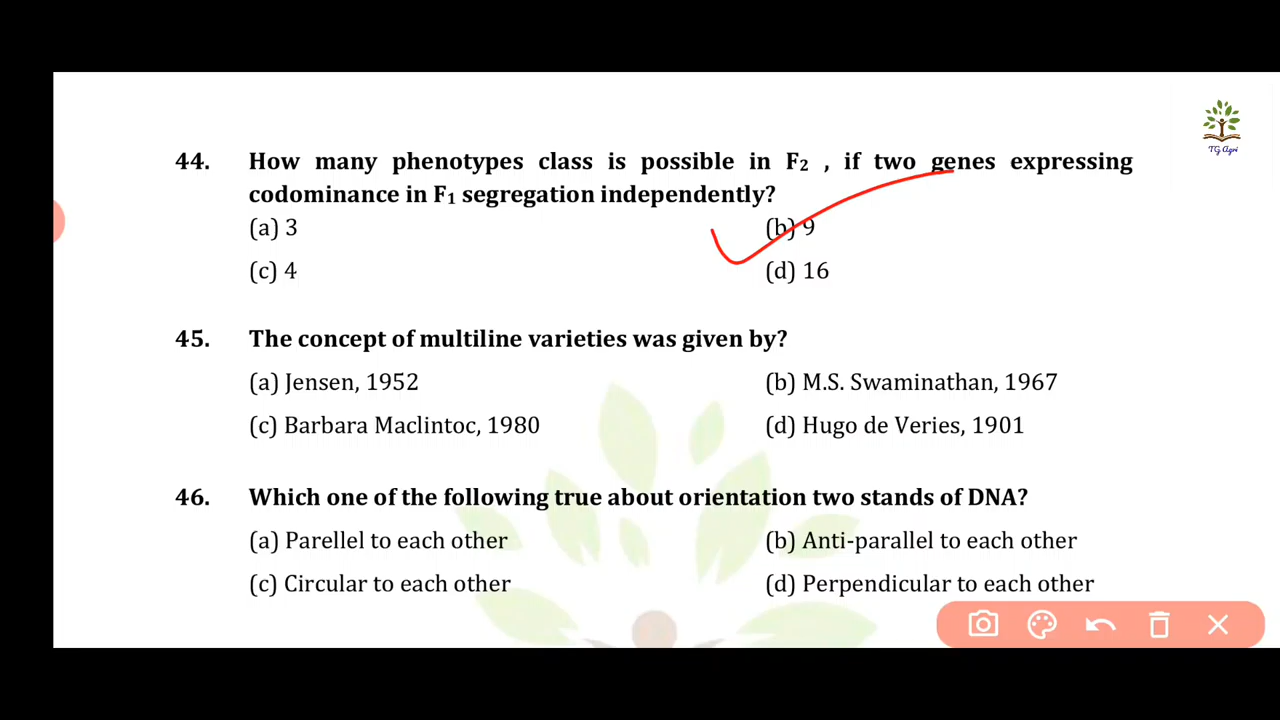 TG Agri
44. How many phenotypes class is possible in F₂ , if two genes expressing
codominance in F₁ segregation independently?
(a) 3 (b) 9
(c) 4 (d) 16
45. The concept of multiline varieties was given by?
(a) Jensen, 1952 (b) M.S. Swaminathan, 1967
(c) Barbara Maclintoc, 1980 (d) Hugo de Veries, 1901
46. Which one of the following true about orientation two stands of DNA?
(a) Parellel to each other (b) Anti-parallel to each other
(c) Circular to each other (d) Perpendicular to each other